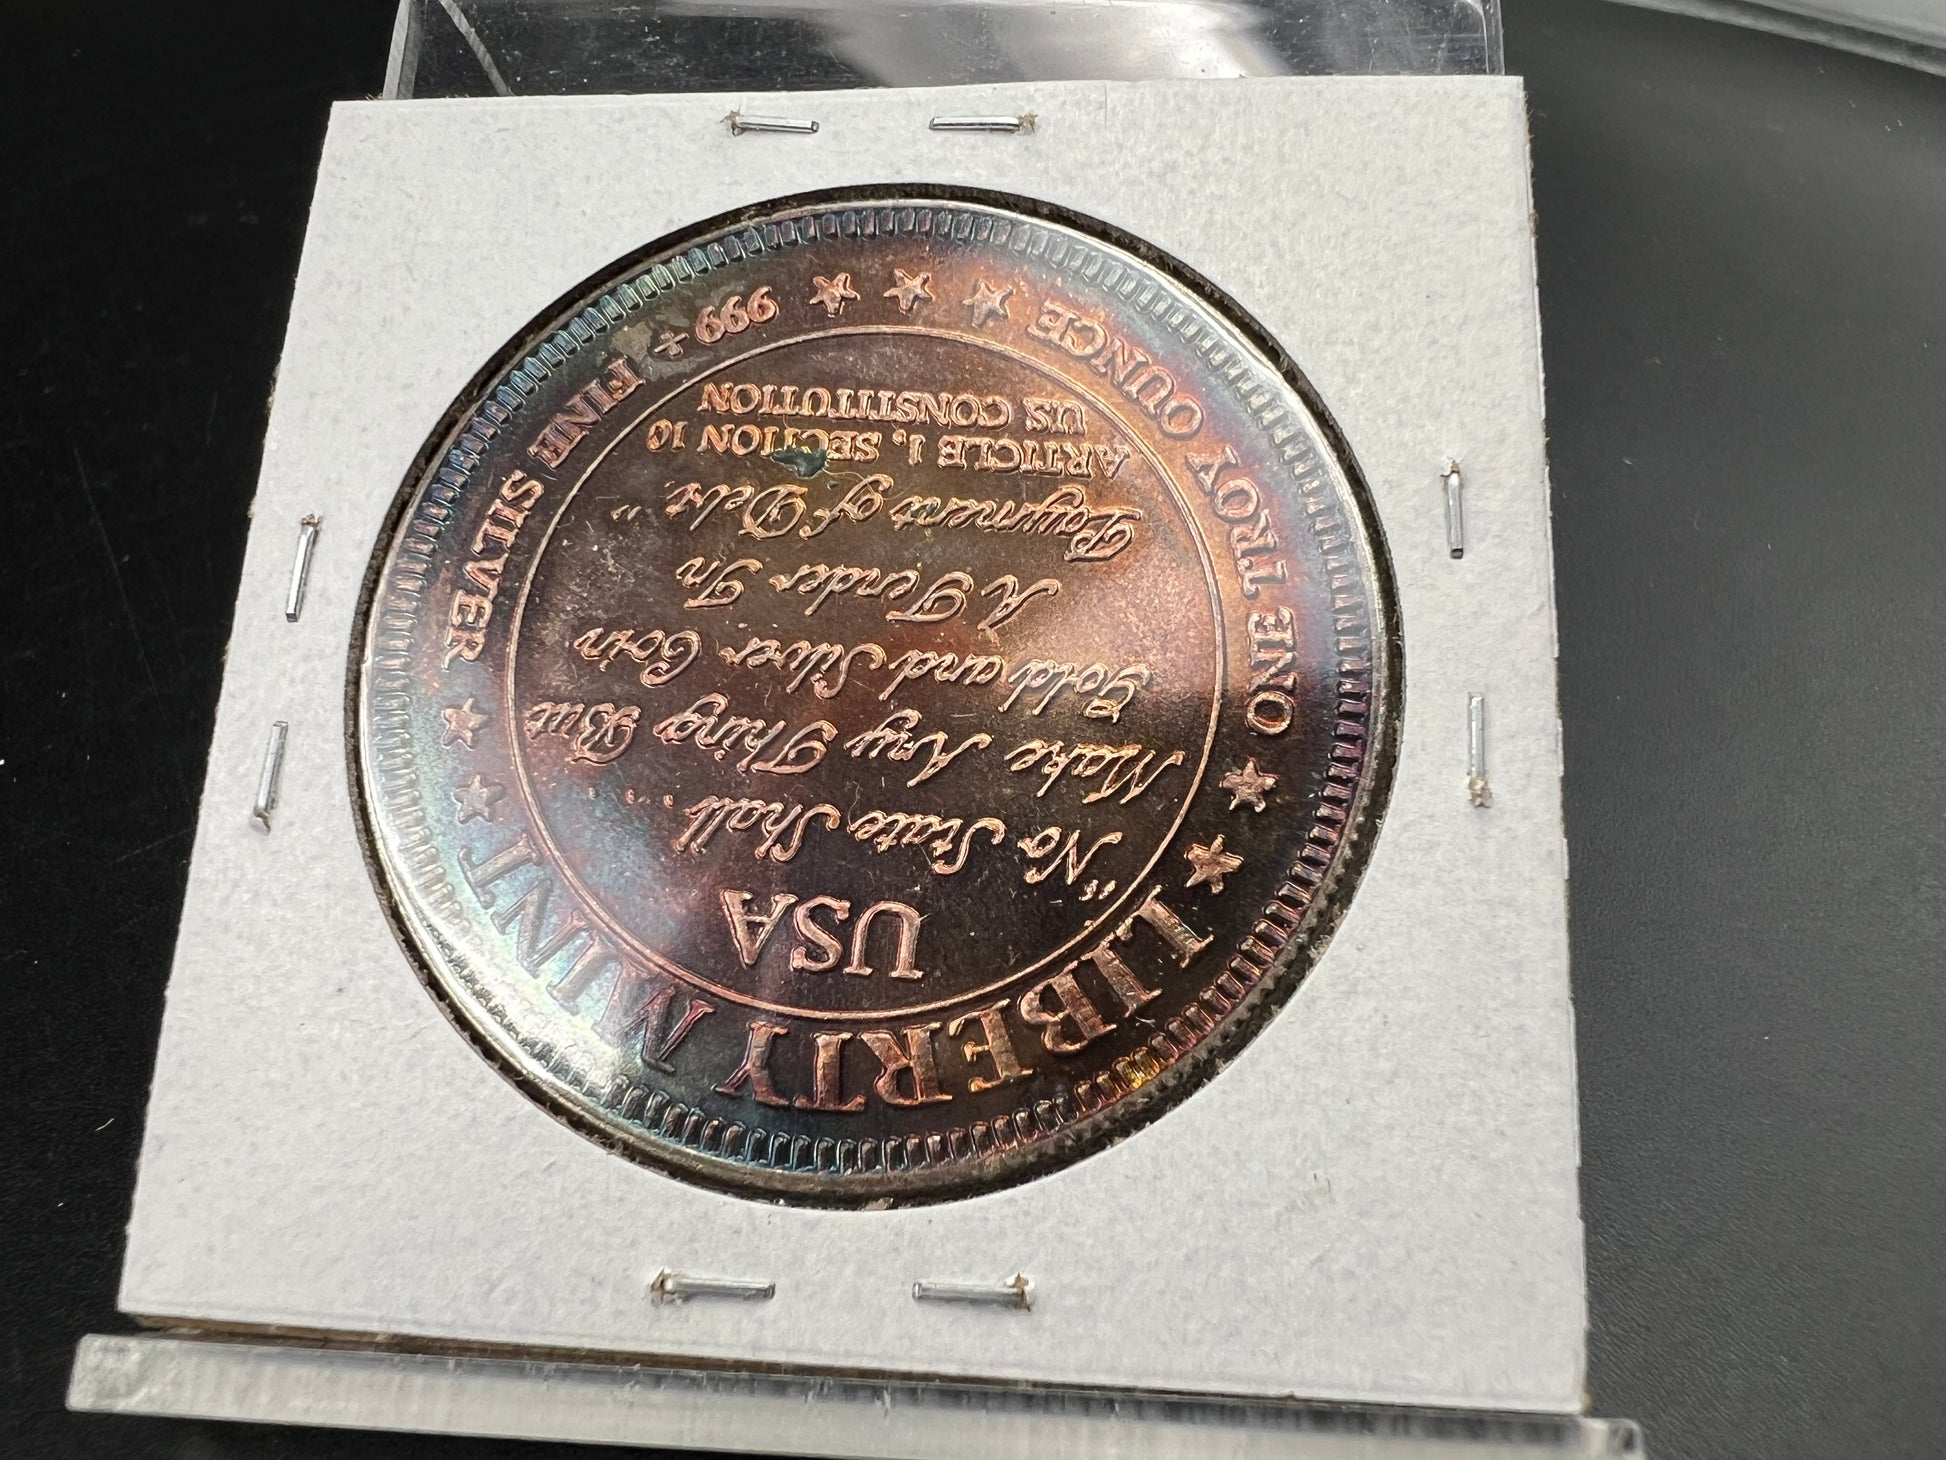 LIBERTY MINT
USA
"No State Shall . . .
Make Any Thing But
Gold and Silver Coin
A Tender In
Payment of Debt."
ARTICLE I, SECTION 10
U.S. CONSTITUTION
ONE TROY OUNCE
999+ FINE SILVER